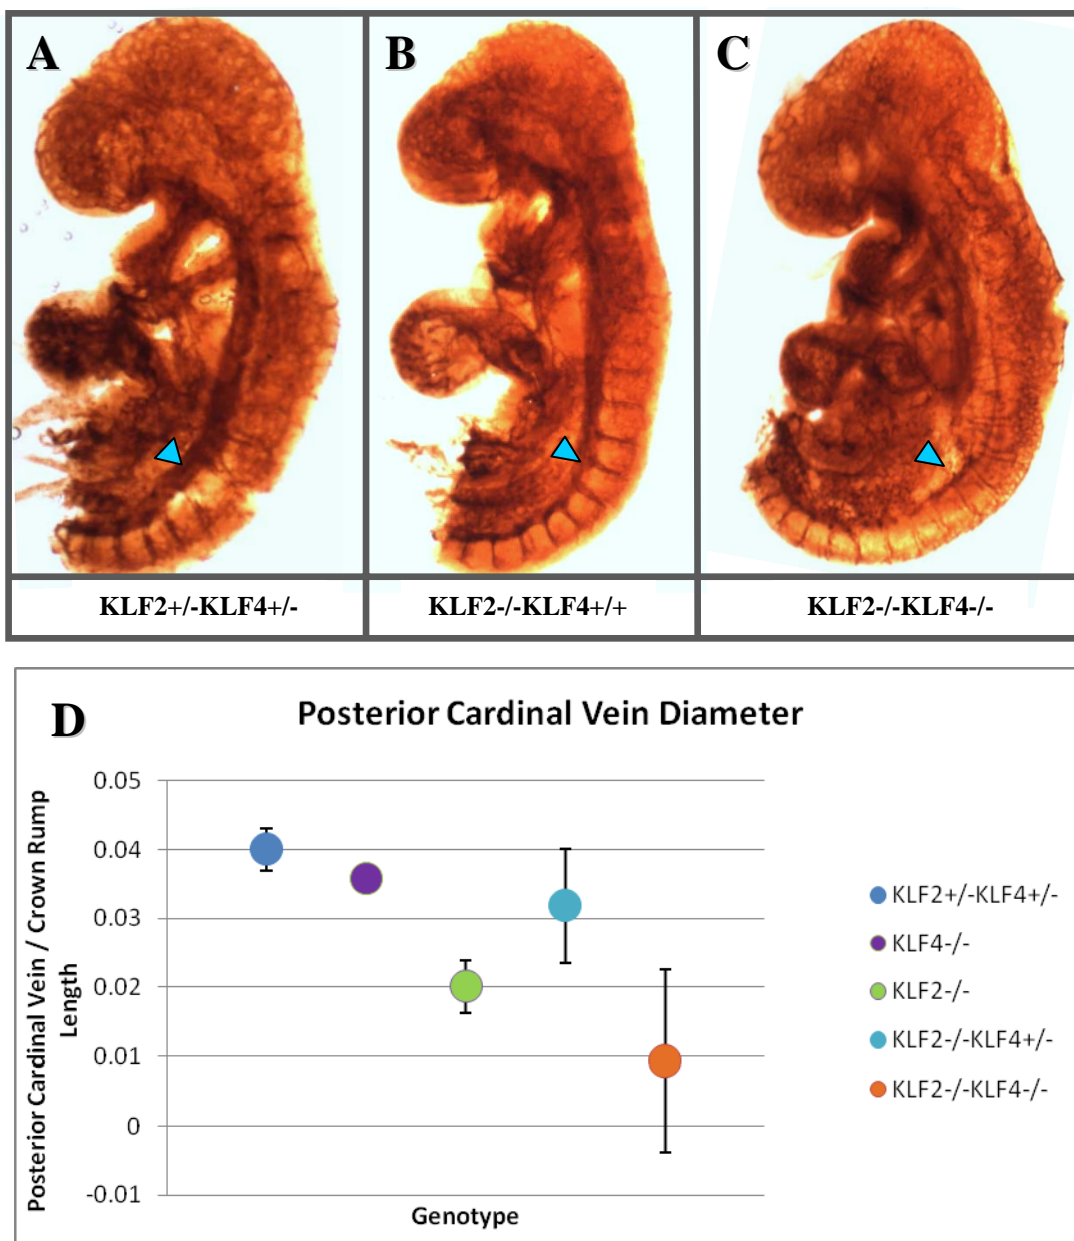 A
B
C
KLF2+/-KLF4+/-
KLF2-/-KLF4+/+
KLF2-/-KLF4-/-
D
Posterior Cardinal Vein Diameter
Posterior Cardinal Vein / Crown Rump
Length
0.05
0.04
0.03
0.02
0.01
0
-0.01
Genotype
KLF2+/-KLF4+/-
KLF4-/-
KLF2-/-
KLF2-/-KLF4+/-
KLF2-/-KLF4-/-